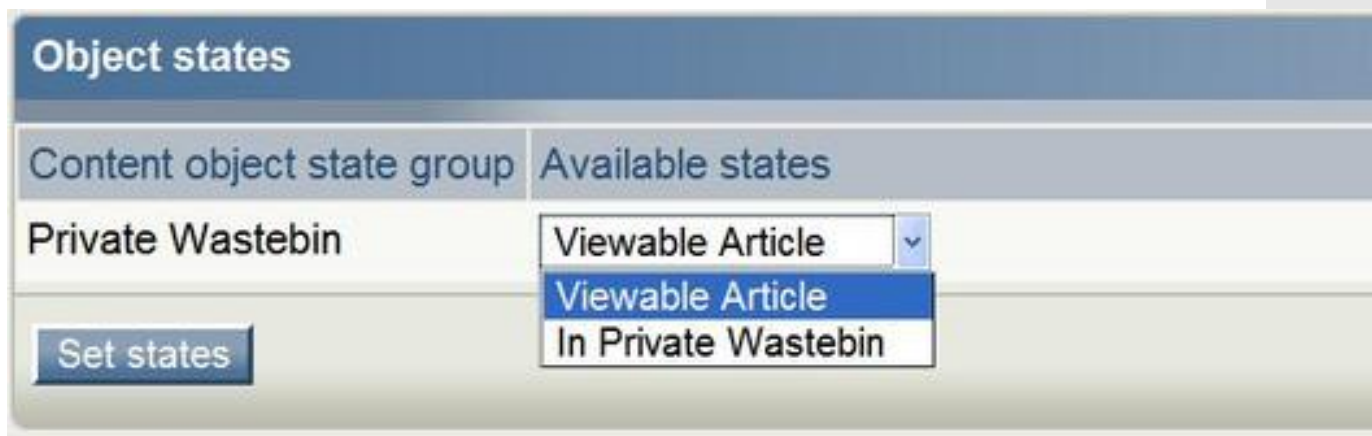 Object states
Content object state group Available states
Private Wastebin Viewable Article
Viewable Article
In Private Wastebin
Set states